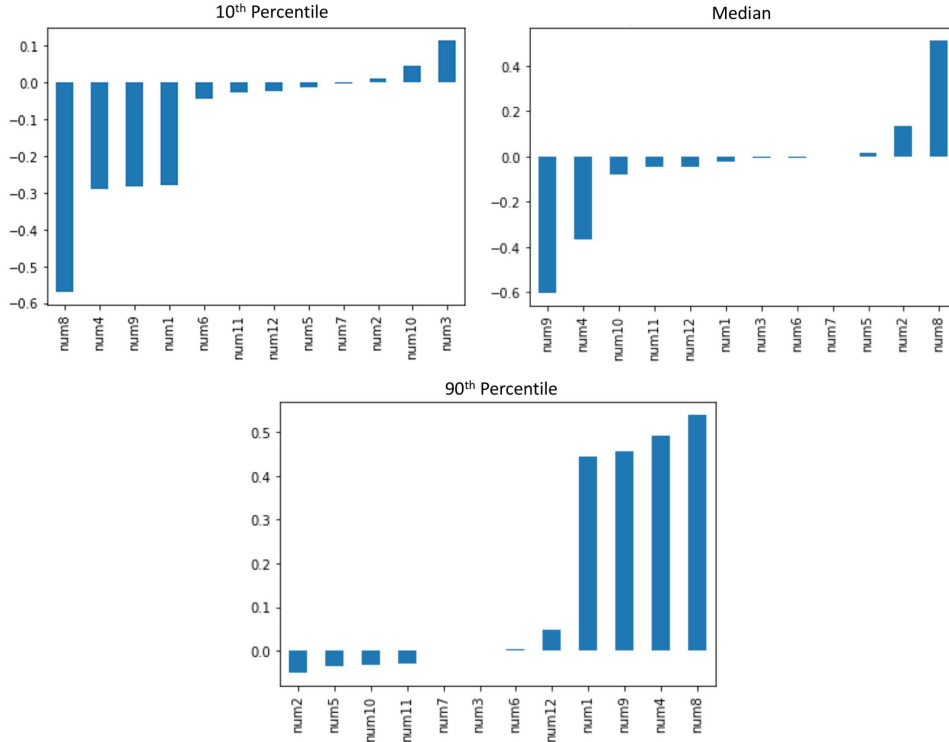 10th Percentile
0.1
0.0
−0.1
−0.2
−0.3
−0.4
−0.5
−0.6
num8
num4
num9
num1
num6
num11
num12
num5
num7
num2
num10
num3
Median
0.4
0.2
0.0
−0.2
−0.4
−0.6
num9
num4
num10
num11
num12
num1
num3
num6
num7
num5
num2
num8
90th Percentile
0.5
0.4
0.3
0.2
0.1
0.0
num2
num5
num10
num11
num7
num3
num6
num12
num1
num9
num4
num8